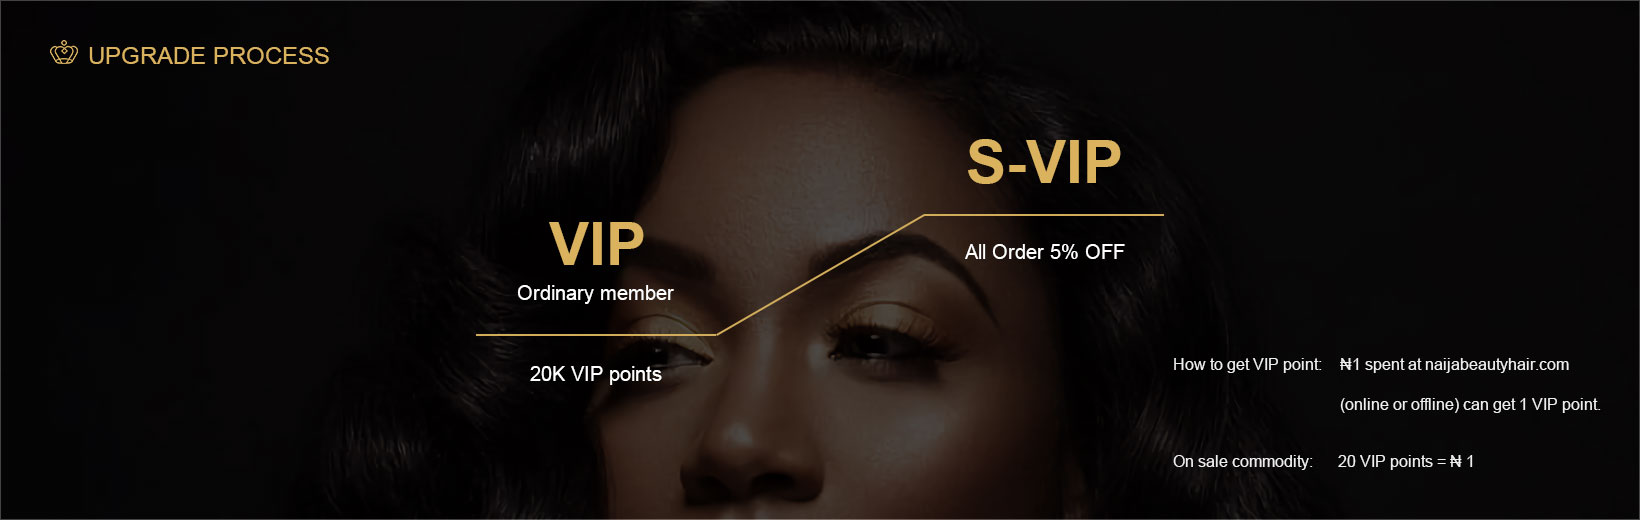 UPGRADE PROCESS
S-VIP
All Order 5% OFF
VIP
Ordinary member
20K VIP points
How to get VIP point: ₦1 spent at naijabeautyhair.com
(online or offline) can get 1 VIP point.
On sale commodity: 20 VIP points = ₦ 1